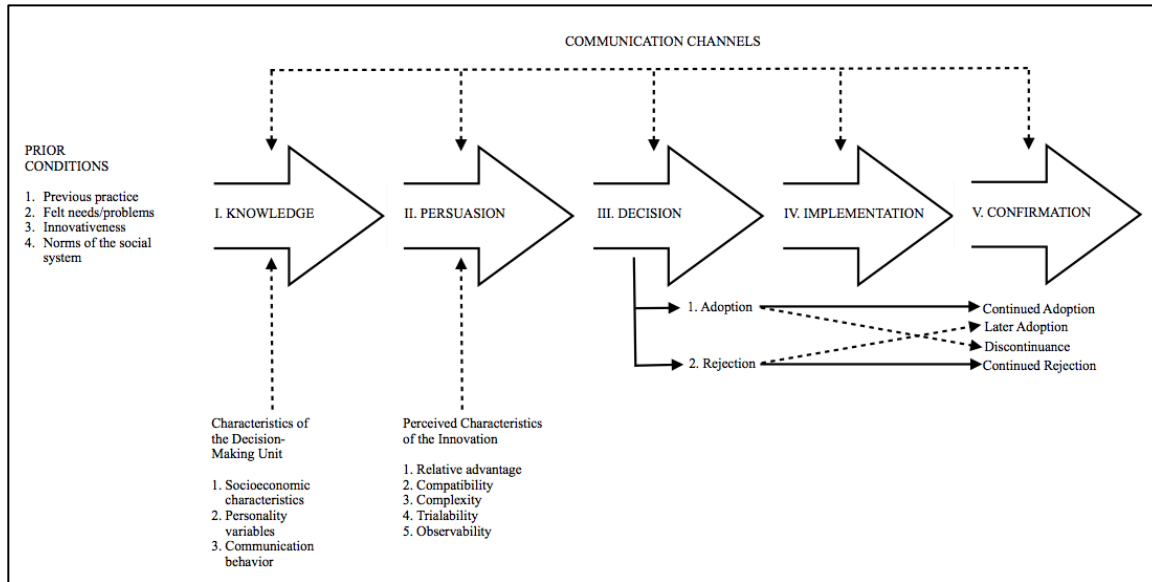 COMMUNICATION CHANNELS
PRIOR
CONDITIONS
1. Previous practice
2. Felt needs/problems
3. Innovativeness
4. Norms of the social
system
I. KNOWLEDGE
II. PERSUASION
III. DECISION
IV. IMPLEMENTATION
V. CONFIRMATION
1. Adoption
2. Rejection
Continued Adoption
Later Adoption
Discontinuance
Continued Rejection
Characteristics of
the Decision-
Making Unit
1. Socioeconomic
characteristics
2. Personality
variables
3. Communication
behavior
Perceived Characteristics
of the Innovation
1. Relative advantage
2. Compatibility
3. Complexity
4. Trialability
5. Observability